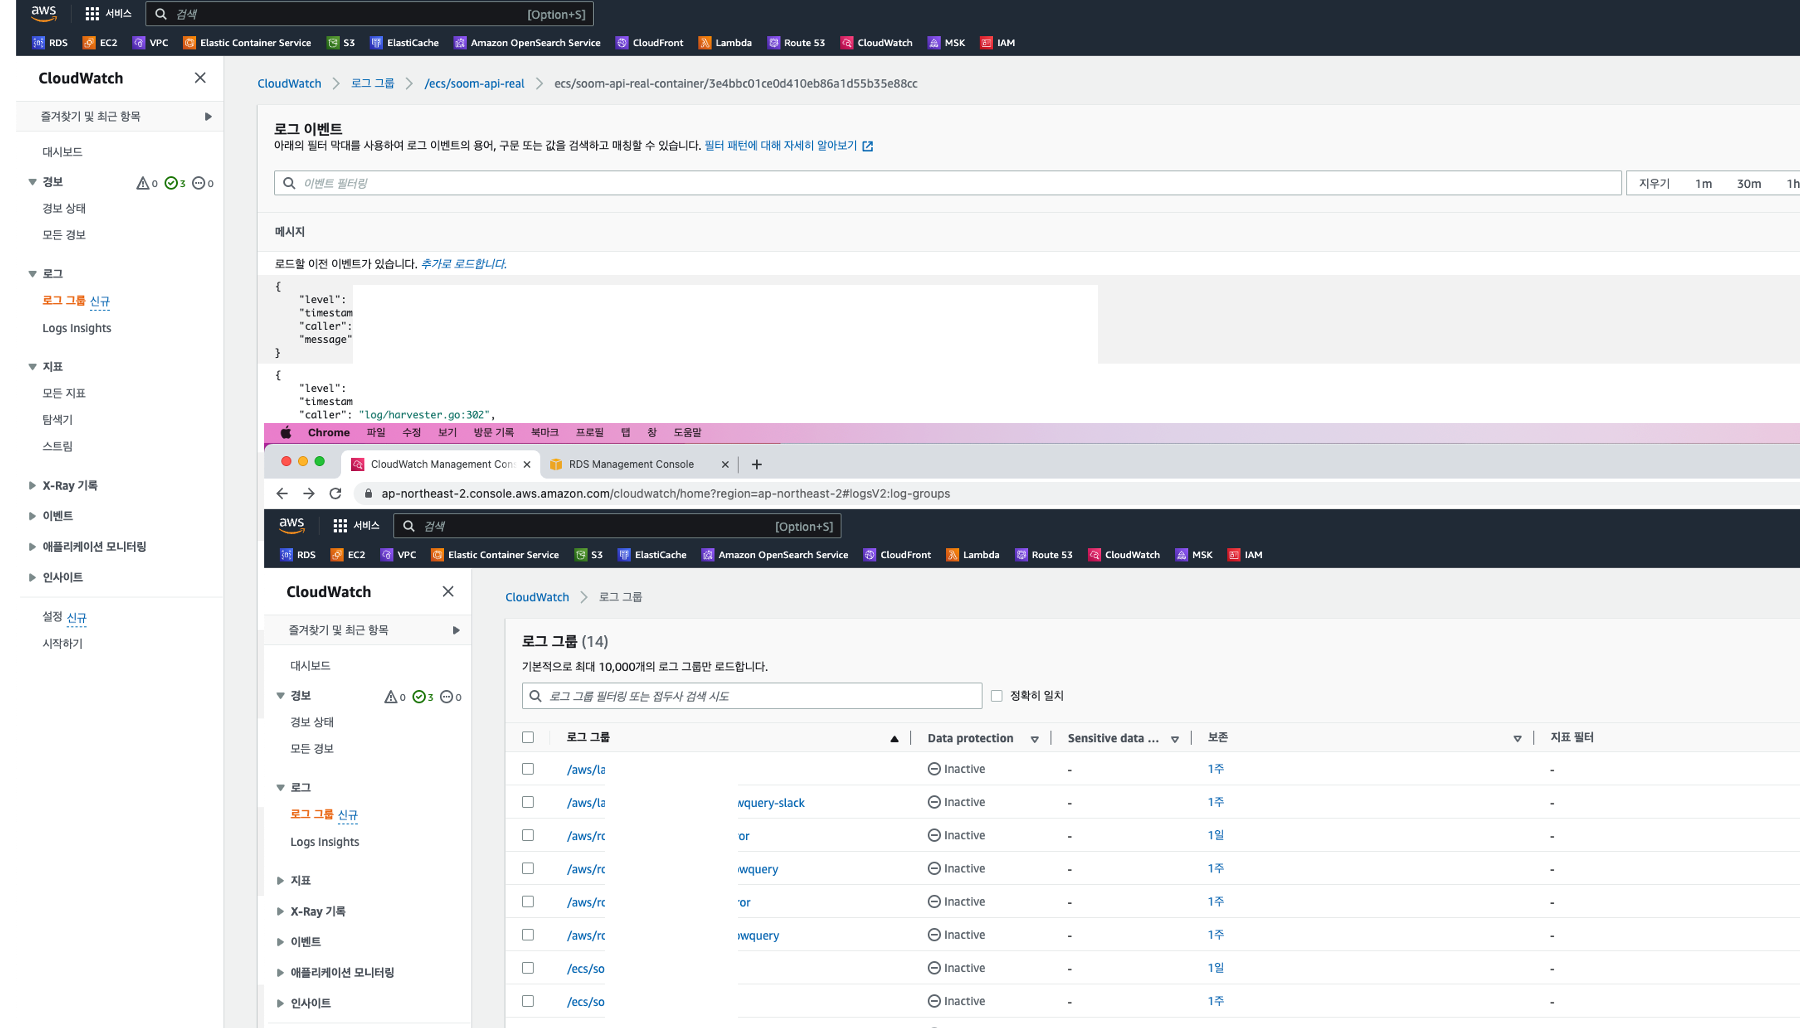 aws 서비스 검색 [Option+S]
RDS EC2 VPC Elastic Container Service S3 ElastiCache Amazon OpenSearch Service CloudFront Lambda Route 53 CloudWatch MSK IAM
CloudWatch
즐겨찾기 및 최근 항목
대시보드
경보 0 3 0
경보 상태
모든 경보
로그
로그 그룹 신규
Logs Insights
지표
모든 지표
탐색기
스트림
X-Ray 기록
이벤트
애플리케이션 모니터링
인사이트
설정 신규
시작하기
CloudWatch 로그 그룹 /ecs/soom-api-real ecs/soom-api-real-container/3e4bbc01ce0d410eb86a1d55b35e88cc
로그 이벤트
아래의 필터 막대를 사용하여 로그 이벤트의 용어, 구문 또는 값을 검색하고 매칭할 수 있습니다. 필터 패턴에 대해 자세히 알아보기
이벤트 필터링
지우기 1m 30m 1h
메시지
로드할 이전 이벤트가 있습니다. 추가로 로드합니다.
{
"level":
"timestam
"caller":
"message"
}
{
"level":
"timestam
"caller": "log/harvester.go:302",
Chrome 파일 수정 보기 방문 기록 북마크 프로필 탭 창 도움말
CloudWatch Management Con RDS Management Console
ap-northeast-2.console.aws.amazon.com/cloudwatch/home?region=ap-northeast-2#logsV2:log-groups
aws 서비스 검색 [Option+S]
RDS EC2 VPC Elastic Container Service S3 ElastiCache Amazon OpenSearch Service CloudFront Lambda Route 53 CloudWatch MSK IAM
CloudWatch
즐겨찾기 및 최근 항목
대시보드
경보 0 3 0
경보 상태
모든 경보
로그
로그 그룹 신규
Logs Insights
지표
X-Ray 기록
이벤트
애플리케이션 모니터링
인사이트
CloudWatch 로그 그룹
로그 그룹 (14)
기본적으로 최대 10,000개의 로그 그룹만 로드합니다.
로그 그룹 필터링 또는 접두사 검색 시도 정확히 일치
로그 그룹 Data protection Sensitive data ... 보존 지표 필터
/aws/la Inactive - 1주 -
/aws/la wquery-slack Inactive - 1주 -
/aws/rc or Inactive - 1일 -
/aws/rc owquery Inactive - 1주 -
/aws/rc or Inactive - 1주 -
/aws/rc owquery Inactive - 1주 -
/ecs/so Inactive - 1일 -
/ecs/so Inactive - 1주 -